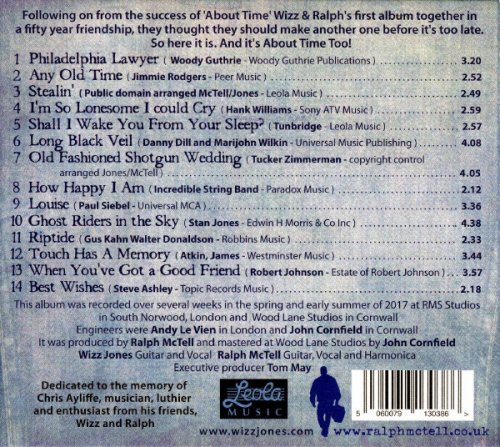 Following on from the success of 'About Time' Wizz & Ralph's first album together in
a fifty year friendship, they thought they should make another one before it's too late.
So here it is. And it's About Time Too!
1 Philadelphia Lawyer (Woody Guthrie - Woody Guthrie Publications) 3.20
2 Any Old Time (Jimmie Rodgers - Peer Music) 2.52
3 Stealin' (Public domain arranged McTell/Jones - Leola Music) 2.49
4 I'm So Lonesome I could Cry (Hank Williams - Sony ATV Music) 2.59
5 Shall I Wake You From Your Sleep? (Tunbridge - Leola Music) 2.57
6 Long Black Veil (Danny Dill and Marijohn Wilkin - Universal Music Publishing) 4.08
7 Old Fashioned Shotgun Wedding (Tucker Zimmerman - copyright control
arranged Jones/McTell) 4.05
8 How Happy I Am (Incredible String Band - Paradox Music) 2.12
9 Louise (Paul Siebel - Universal MCA) 3.36
10 Ghost Riders in the Sky (Stan Jones - Edwin H Morris & Co Inc) 4.38
11 Riptide (Gus Kahn Walter Donaldson - Robbins Music) 2.33
12 Touch Has A Memory (Atkin, James - Westminster Music) 3.44
13 When You've Got a Good Friend (Robert Johnson - Estate of Robert Johnson) 3.57
14 Best Wishes (Steve Ashley - Topic Records Music) 2.18
This album was recorded over several weeks in the spring and early summer of 2017 at RMS Studios
in South Norwood, London and Wood Lane Studios in Cornwall
Engineers were Andy Le Vien in London and John Cornfield in Cornwall
It was produced by Ralph McTell and mastered at Wood Lane Studios by John Cornfield
Wizz Jones Guitar and Vocal Ralph McTell Guitar, Vocal and Harmonica
Executive producer Tom May
Dedicated to the memory of
Chris Ayliffe, musician, luthier
and enthusiast from his friends,
Wizz and Ralph
Leola
MUSIC
5 060079 130386 >
www.wizzjones.com
www.ralphmctell.co.uk